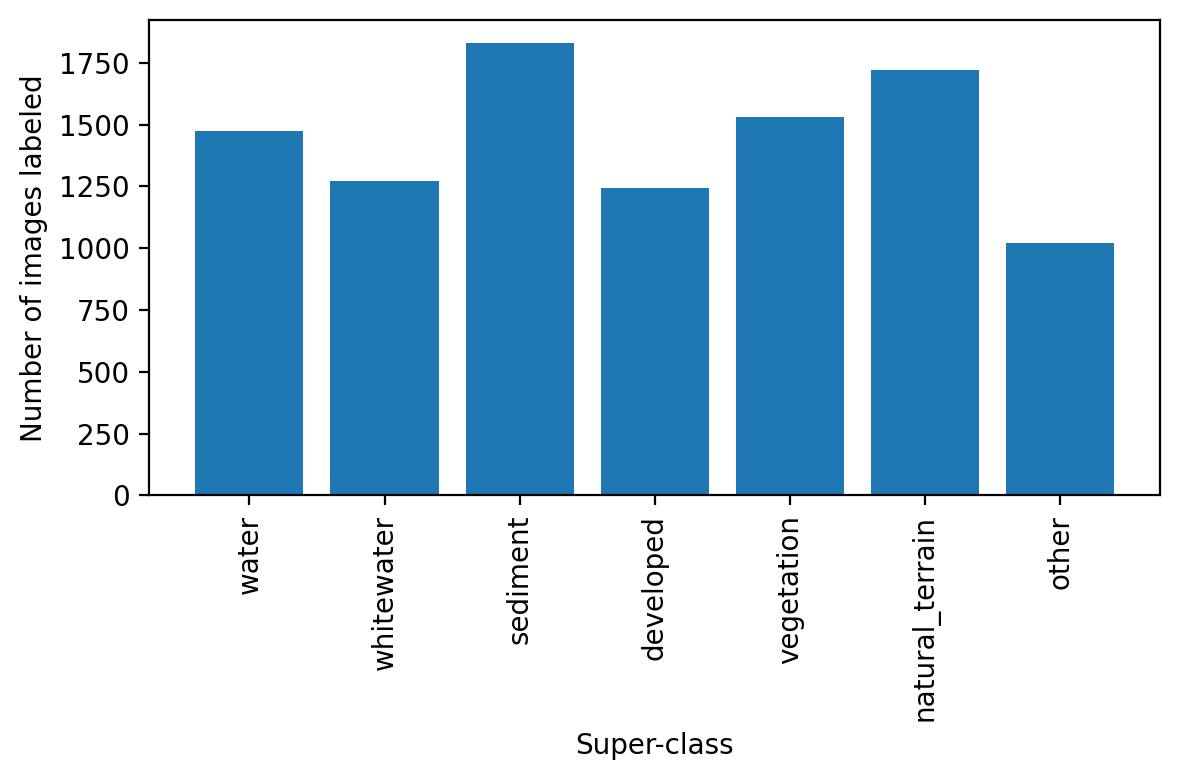 Number of images labeled
1750
1500
1250
1000
750
500
250
0
water
whitewater
sediment
developed
vegetation
natural_terrain
other
Super-class